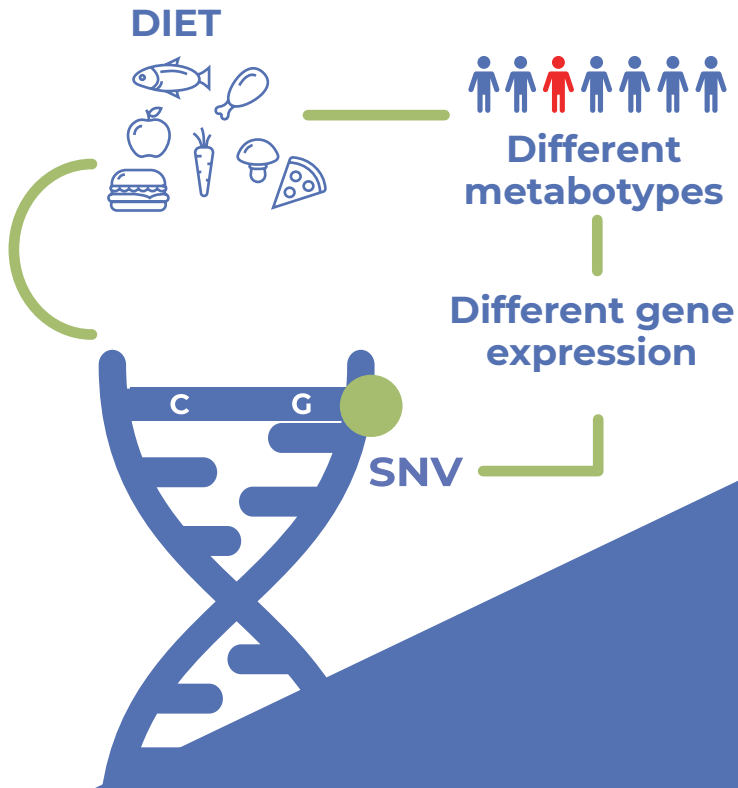 DIET
Different
metabotypes
Different gene
expression
C G
SNV